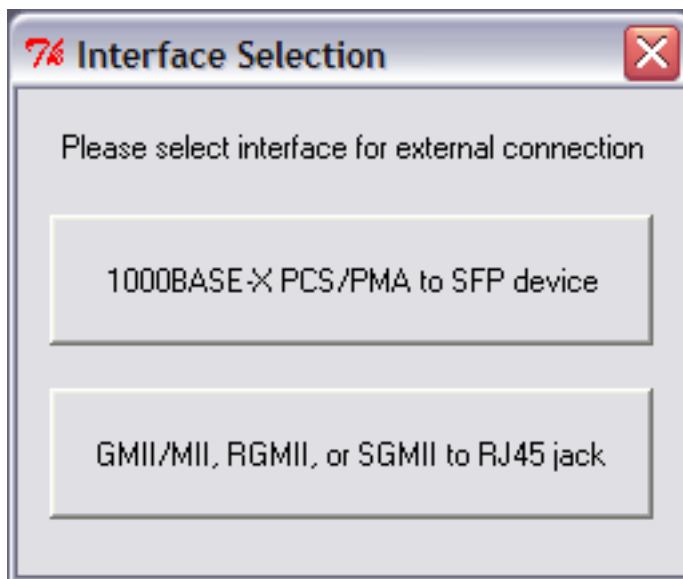 Interface Selection
Please select interface for external connection
1000BASE-X PCS/PMA to SFP device
GMII/MII, RGMII, or SGMII to RJ45 jack